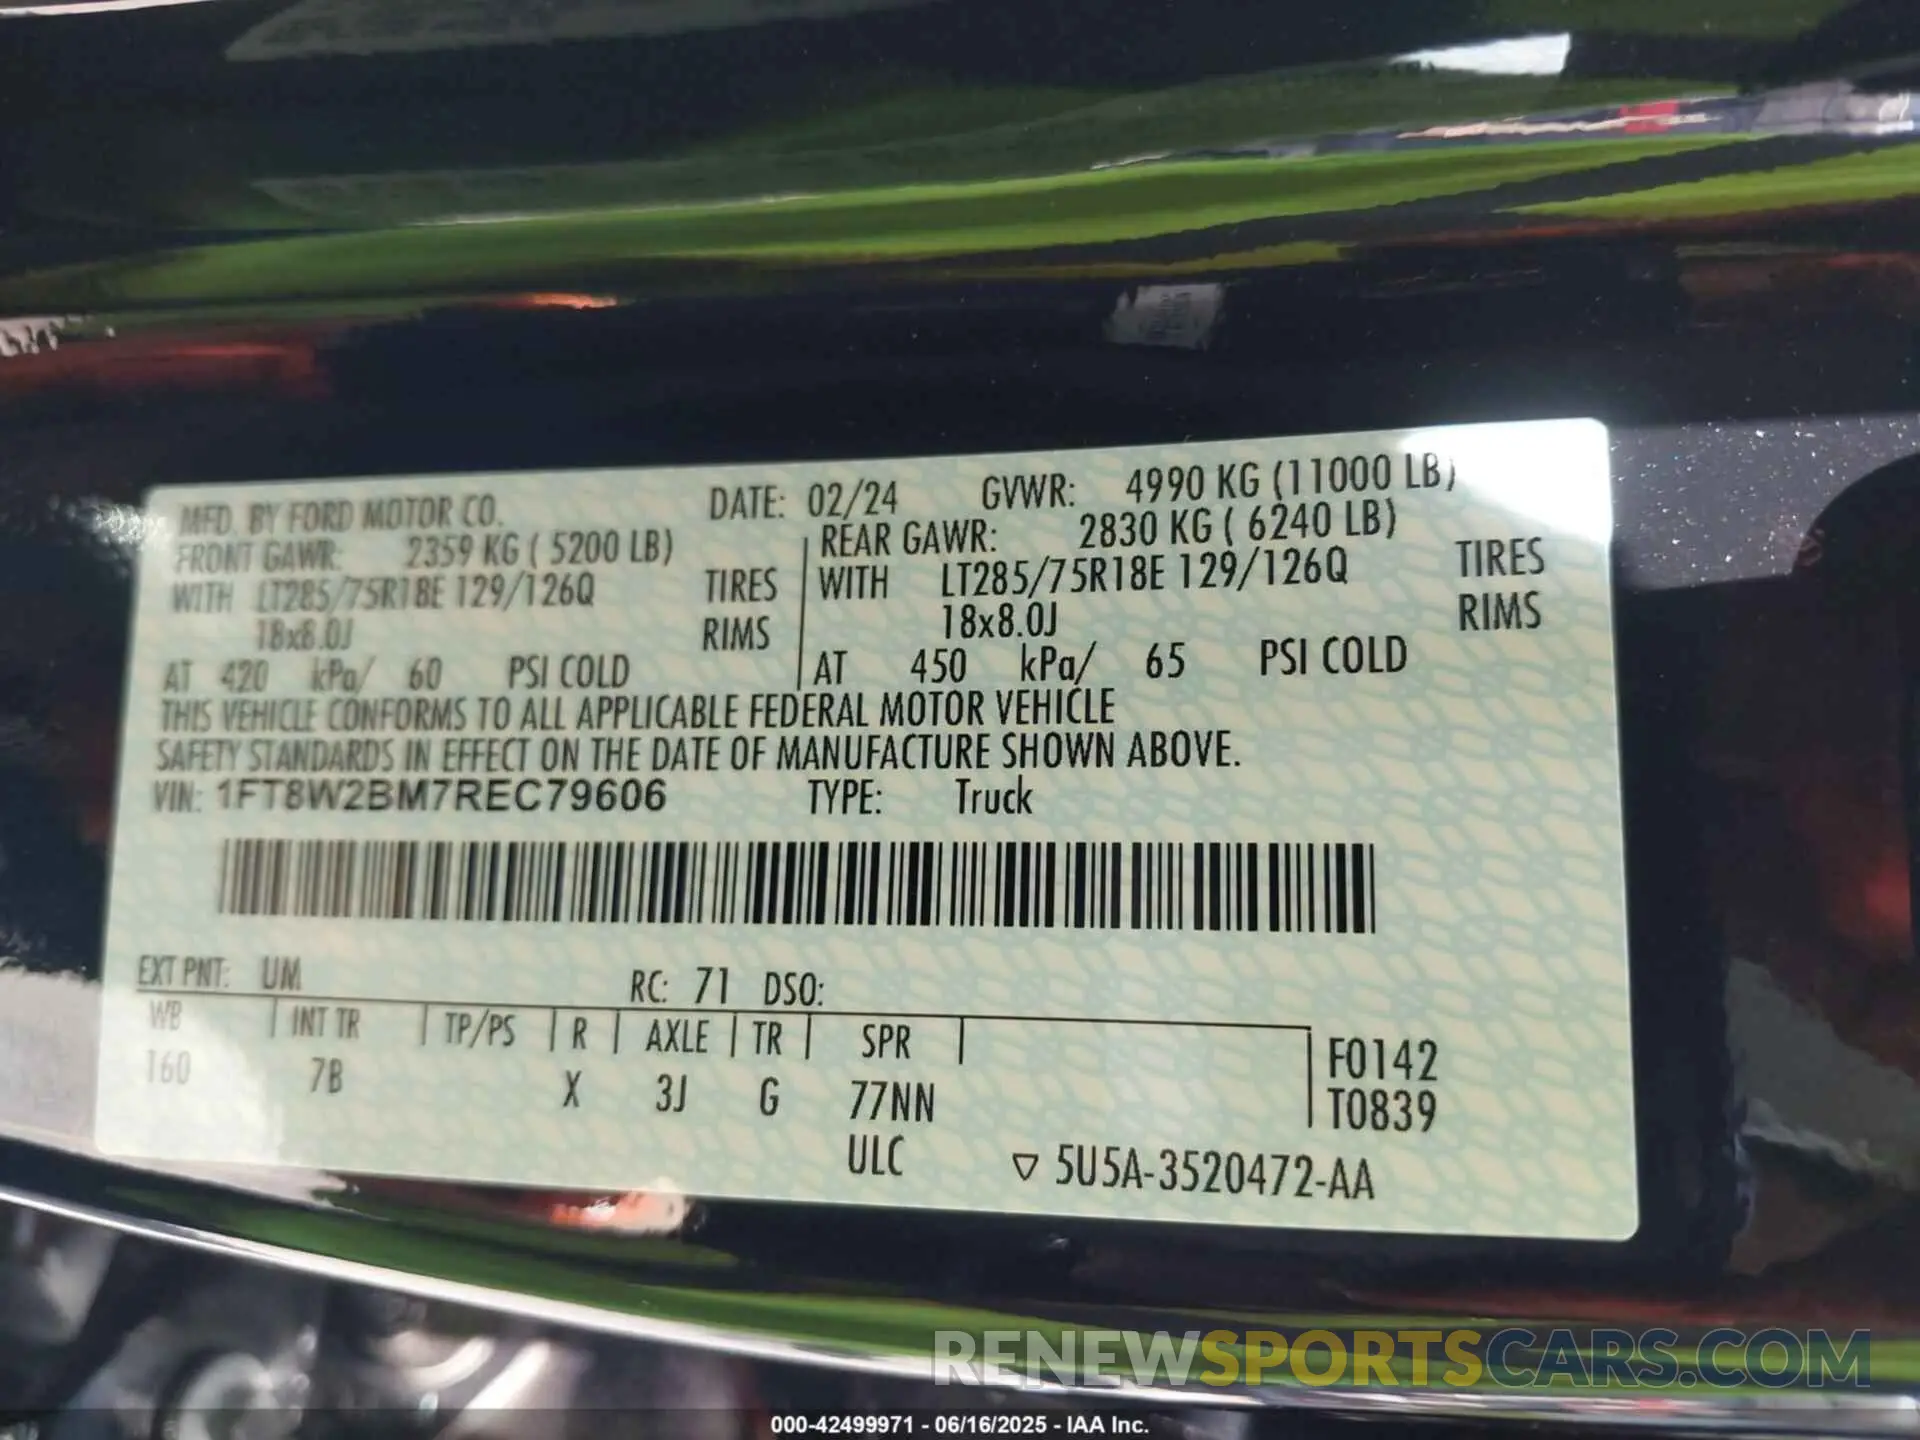 MFD. BY FORD MOTOR CO. DATE: 02/24 GVWR: 4990 KG (11000 LB)
FRONT GAWR: 2359 KG ( 5200 LB) REAR GAWR: 2830 KG ( 6240 LB)
WITH LT285/75R18E 129/126Q TIRES WITH LT285/75R18E 129/126Q TIRES
18x8.0J RIMS 18x8.0J RIMS
AT 420 kPa/ 60 PSI COLD AT 450 kPa/ 65 PSI COLD
THIS VEHICLE CONFORMS TO ALL APPLICABLE FEDERAL MOTOR VEHICLE
SAFETY STANDARDS IN EFFECT ON THE DATE OF MANUFACTURE SHOWN ABOVE.
VIN: 1FT8W2BM7REC79606 TYPE: Truck
EXT PNT: UM RC: 71 DSO:
WB INT TR TP/PS R AXLE TR SPR F0142
160 7B X 3J G 77NN T0839
ULC ▽ 5U5A-3520472-AA
RENEWSPORTSCARS.COM
000-42499971 - 06/16/2025 - IAA Inc.